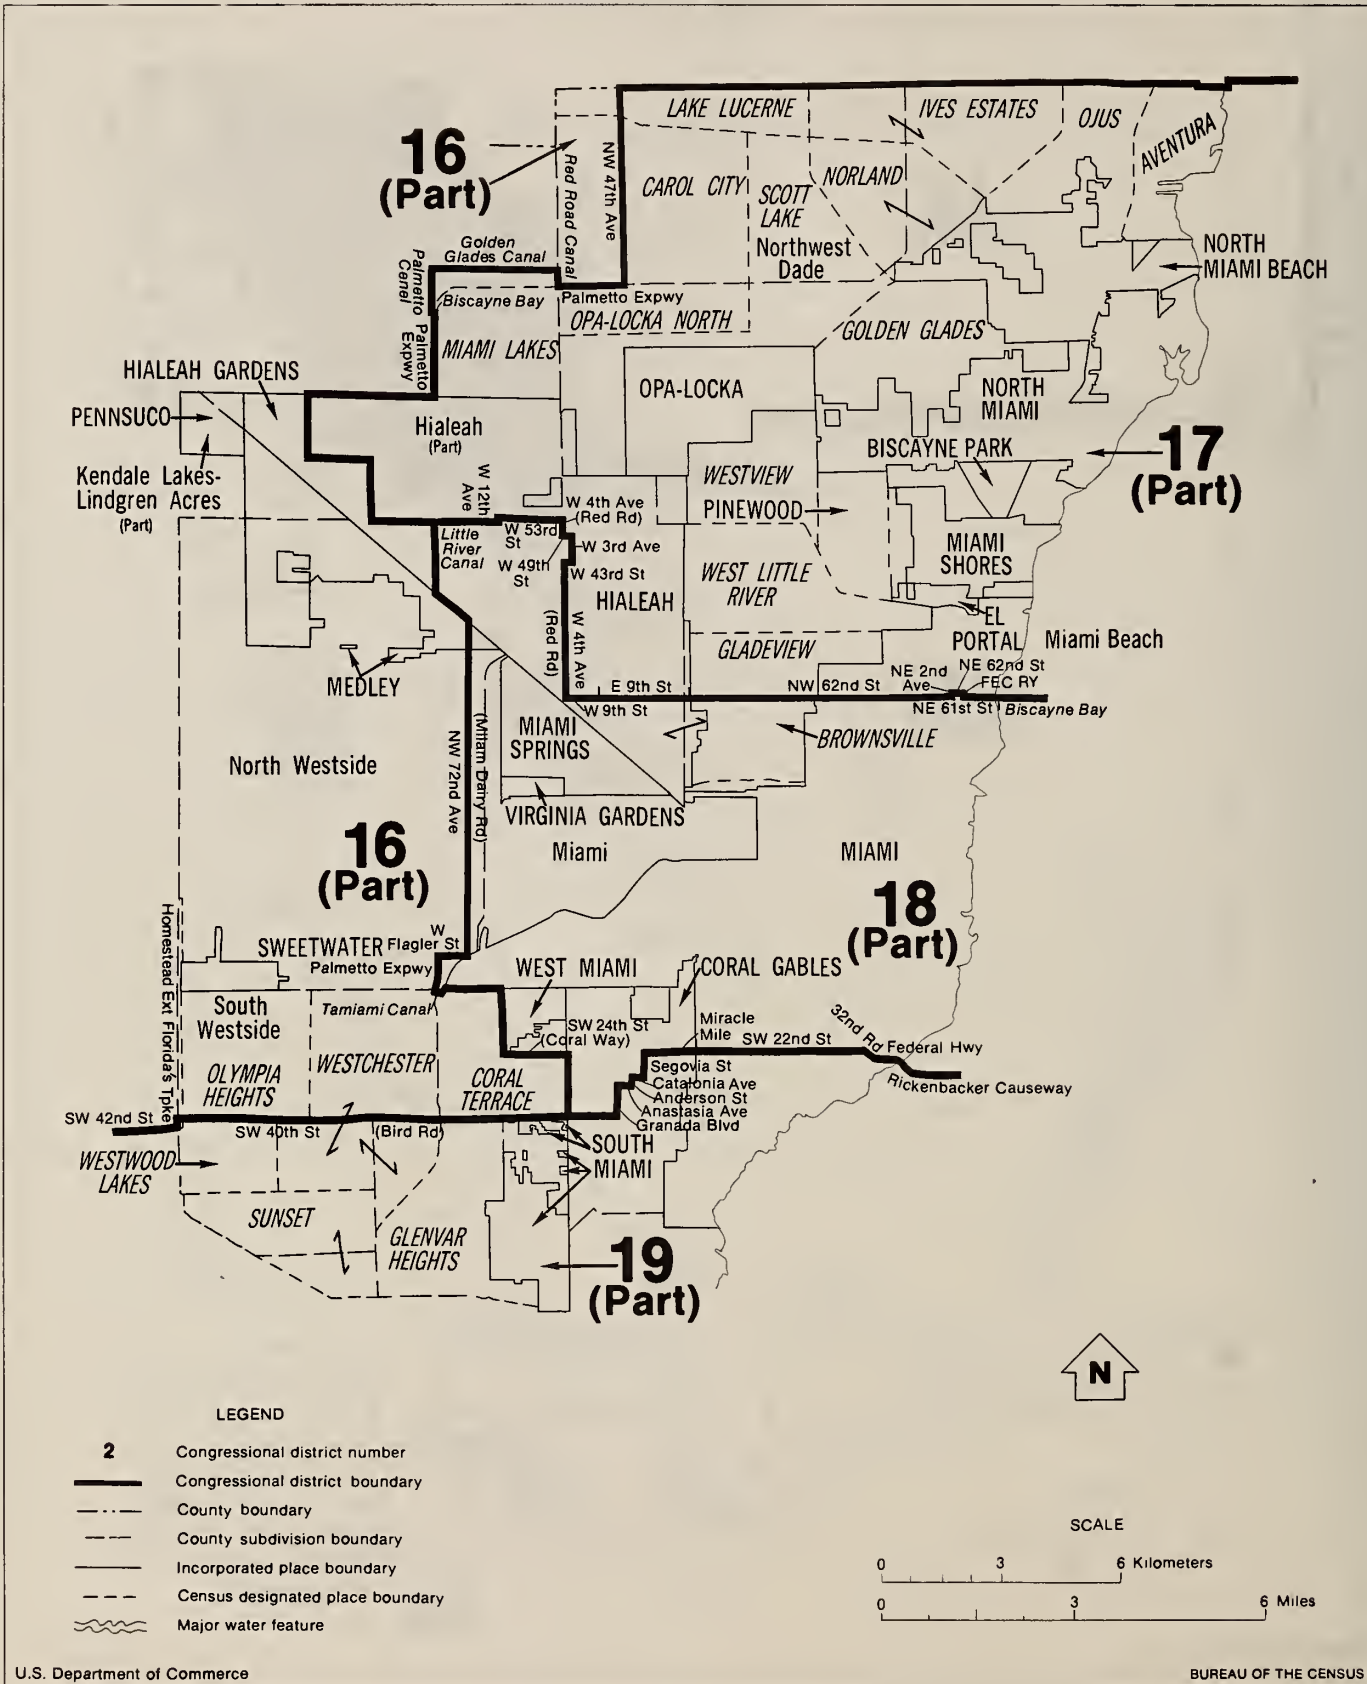 LAKE LUCERNE
IVES ESTATES
OJUS
AVENTURA
16
(Part)
Red Road Canal
NW 47th Ave
CAROL CITY
SCOTT
LAKE
NORLAND
Northwest
Dade
NORTH
MIAMI BEACH
Golden
Glades Canal
Palmetto
Cenel
Palmetto
Expwy
Biscayne Bay
Palmetto Expwy
OPA-LOCKA NORTH
MIAMI LAKES
GOLDEN GLADES
HIALEAH GARDENS
PENNSUCO
OPA-LOCKA
NORTH
MIAMI
Hialeah
(Part)
BISCAYNE PARK
17
(Part)
Kendale Lakes-
Lindgren Acres
(Part)
W 12th
Ave
WESTVIEW
PINEWOOD
W 4th Ave
(Red Rd)
Little
River
Canal
W 53rd
St
W 49th
St
W 3rd Ave
W 43rd St
HIALEAH
WEST LITTLE
RIVER
MIAMI
SHORES
EL
PORTAL
Miami Beach
W 4th Ave
(Red Rd)
GLADEVIEW
MEDLEY
E 9th St
NW 62nd St
NE 2nd
Ave
NE 62nd St
FEC RY
NE 61st St
Biscayne Bay
W 9th St
MIAMI
SPRINGS
BROWNSVILLE
North Westside
NW 72nd Ave
(Milam Dairy Rd)
VIRGINIA GARDENS
Miami
MIAMI
16
(Part)
18
(Part)
Homestead Ext Florida's Tpke
SWEETWATER
W
Flagler St
Palmetto Expwy
WEST MIAMI
CORAL GABLES
South
Westside
Tamiami Canal
SW 24th St
(Coral Way)
Miracle
Mile
SW 22nd St
32nd Rd
Federal Hwy
Rickenbacker Causeway
OLYMPIA
HEIGHTS
WESTCHESTER
CORAL
TERRACE
Segovia St
Catalonia Ave
Anderson St
Anastasia Ave
Granada Blvd
SW 42nd St
SW 40th St
(Bird Rd)
SOUTH
MIAMI
WESTWOOD
LAKES
SUNSET
GLENVAR
HEIGHTS
19
(Part)
N
LEGEND
2 Congressional district number
Congressional district boundary
County boundary
County subdivision boundary
Incorporated place boundary
Census designated place boundary
Major water feature
SCALE
0 3 6 Kilometers
0 3 6 Miles
U.S. Department of Commerce
BUREAU OF THE CENSUS